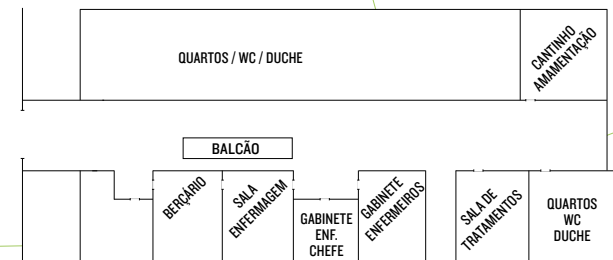 QUARTOS / WC / DUCHE
CANTINHO
AMAMENTAÇÃO
BALCÃO
BERÇÁRIO
SALA
ENFERMAGEM
GABINETE
ENF.
CHEFE
GABINETE
ENFERMEIROS
SALA DE
TRATAMENTOS
QUARTOS
WC
DUCHE